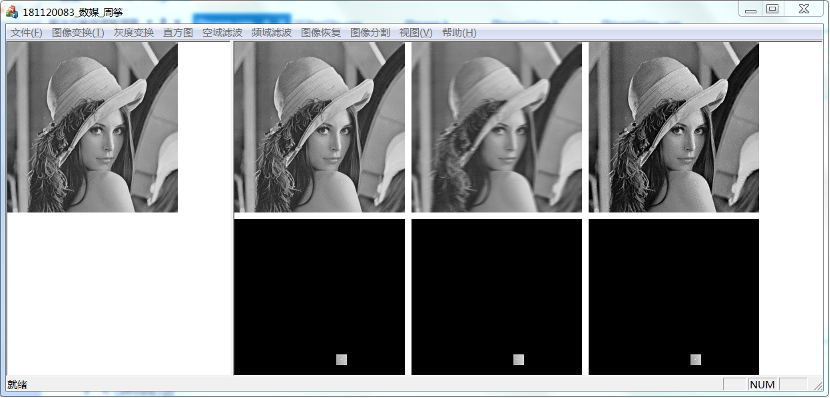 181120083_数媒_周筝
文件(F) 图像变换(T) 灰度变换 直方图 空域滤波 频域滤波 图像恢复 图像分割 视图(V) 帮助(H)
就绪 NUM